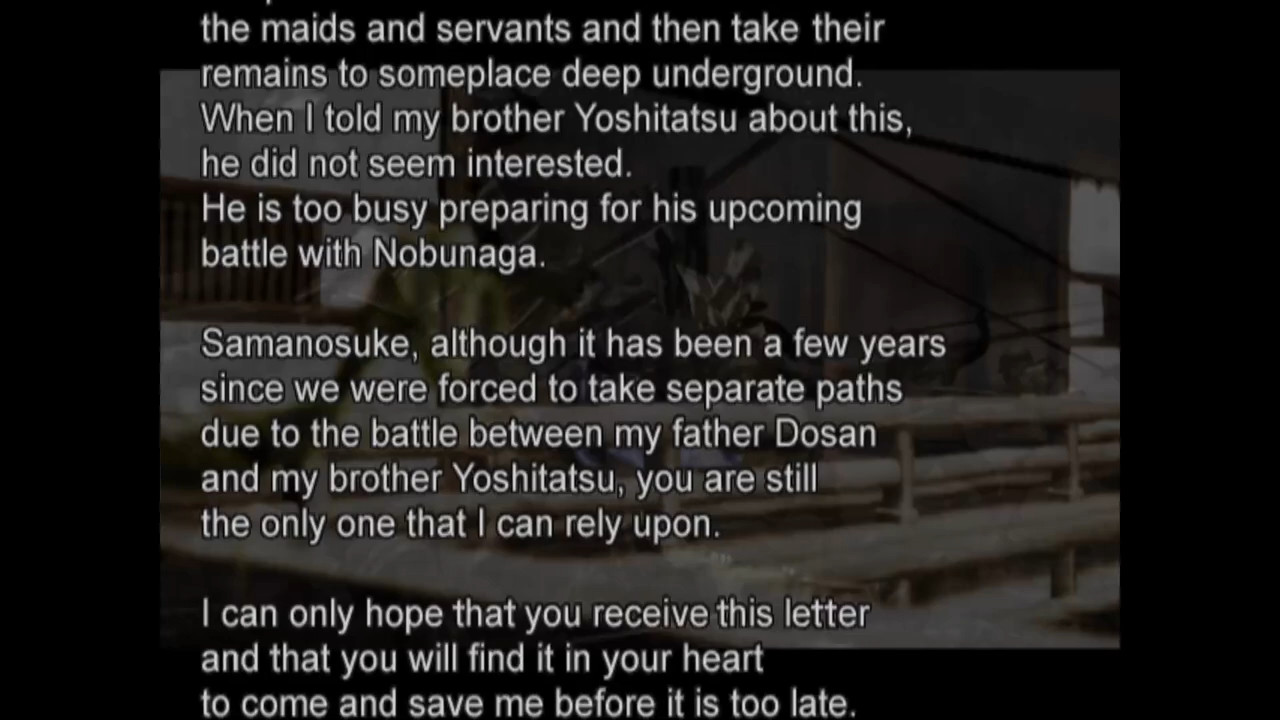 the maids and servants and then take their
remains to someplace deep underground.
When I told my brother Yoshitatsu about this,
he did not seem interested.
He is too busy preparing for his upcoming
battle with Nobunaga.
Samanosuke, although it has been a few years
since we were forced to take separate paths
due to the battle between my father Dosan
and my brother Yoshitatsu, you are still
the only one that I can rely upon.
I can only hope that you receive this letter
and that you will find it in your heart
to come and save me before it is too late.